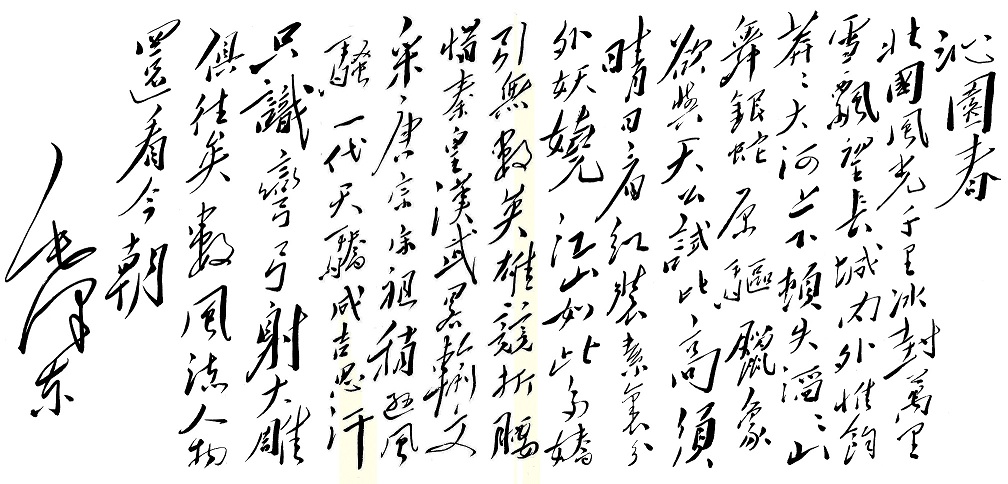 沁園春
北國風光千里冰封萬里
雪飄望長城内外惟餘
莽々大河上下頓失滔々山
舞銀蛇原驅臘象
欲與天公試比高須
晴日看紅裝素裹分
外妖嬈江山如此多嬌
引無數英雄競折腰
惜秦皇漢武略輸文
采唐宗宋祖稍遜風
騷一代天驕成吉思汗
只識彎弓射大雕
俱往矣數風流人物
還看今朝
毛澤東